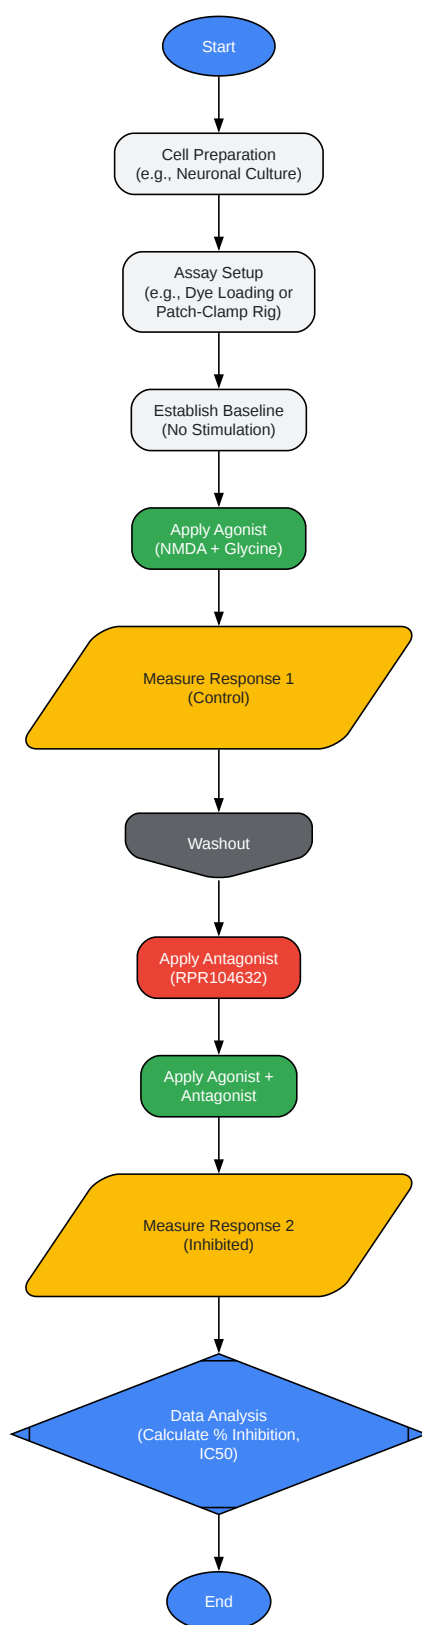 Start
Cell Preparation
(e.g., Neuronal Culture)
Assay Setup
(e.g., Dye Loading or
Patch-Clamp Rig)
Establish Baseline
(No Stimulation)
Apply Agonist
(NMDA + Glycine)
Measure Response 1
(Control)
Washout
Apply Antagonist
(RPR104632)
Apply Agonist +
Antagonist
Measure Response 2
(Inhibited)
Data Analysis
(Calculate % Inhibition,
IC50)
End